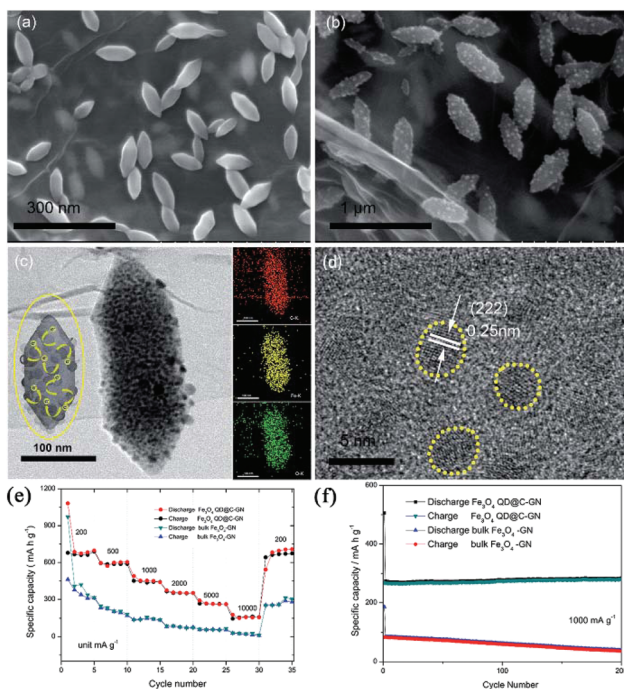 (a)
300 nm
(b)
1 µm
(c)
100 nm
C-K
Fe-K
O-K
(d)
(222)
0.25nm
5 nm
(e)
Specific capacity ( mA h g⁻¹)
1200
900
600
300
0
200
500
1000
2000
5000
10000
200
Discharge Fe₃O₄ QD@C-GN
Charge Fe₃O₄ QD@C-GN
Discharge bulk Fe₃O₄-GN
Charge bulk Fe₃O₄-GN
unit mA g⁻¹
0 5 10 15 20 25 30 35
Cycle number
(f)
Specific capacity / mA h g⁻¹
600
400
200
0
Discharge Fe₃O₄ QD@C-GN
Charge Fe₃O₄ QD@C-GN
Discharge bulk Fe₃O₄ -GN
Charge bulk Fe₃O₄ -GN
1000 mA g⁻¹
0 100 200
Cycle Number